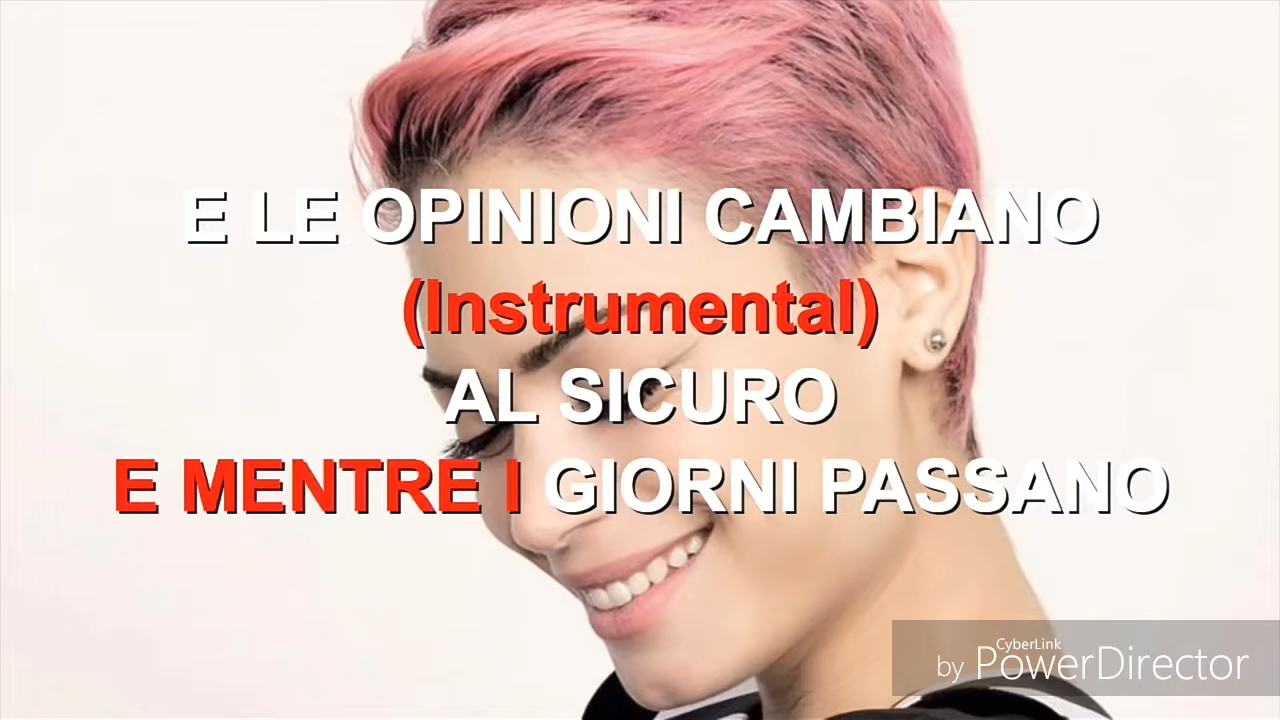 E LE OPINIONI CAMBIANO
(Instrumental)
AL SICURO
E MENTRE I GIORNI PASSANO
CyberLink
by PowerDirector